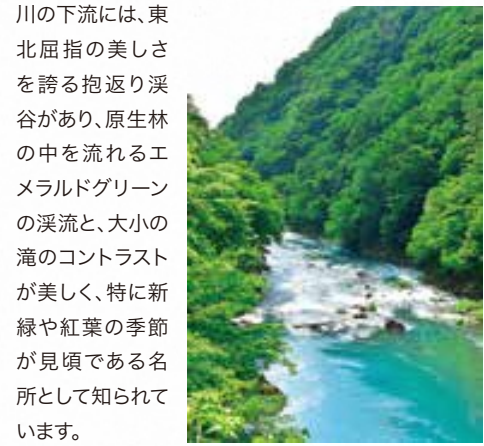 川の下流には、東
北屈指の美しさ
を誇る抱返り渓
谷があり、原生林
の中を流れるエ
メラルドグリーン
の渓流と、大小の
滝のコントラスト
が美しく、特に新
緑や紅葉の季節
が見頃である名
所として知られて
います。